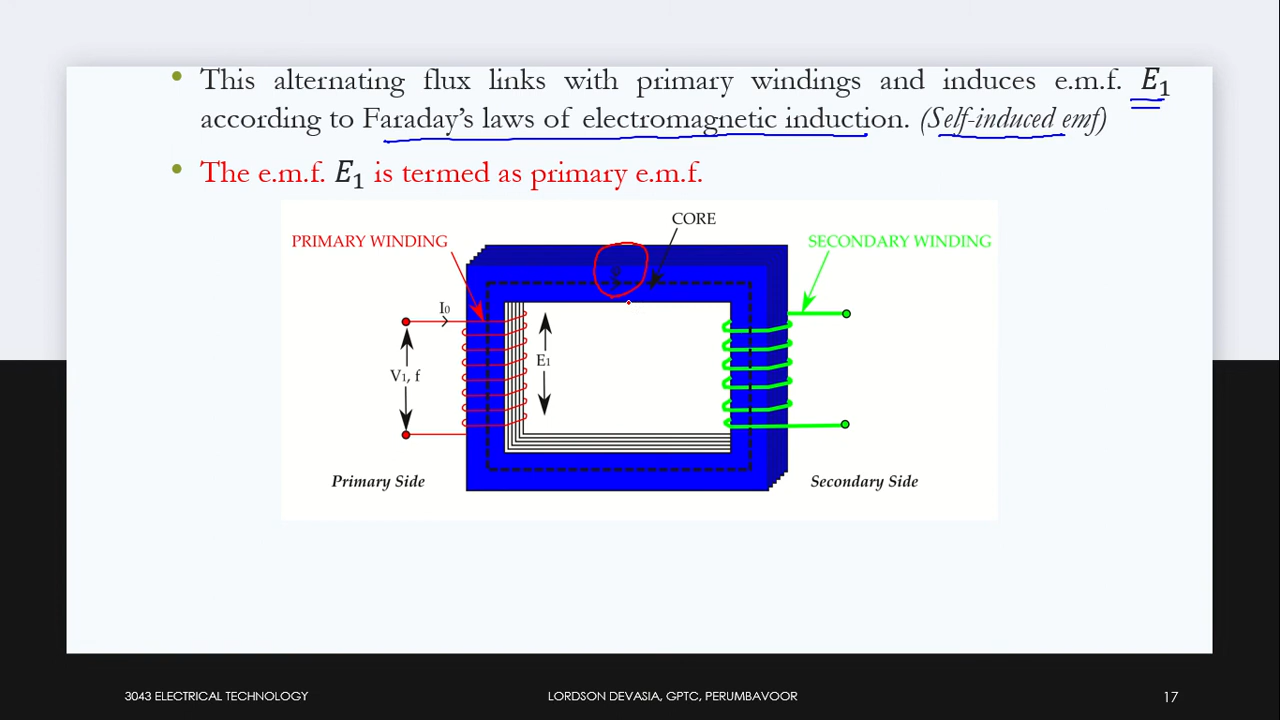 • This alternating flux links with primary windings and induces e.m.f. E₁
according to Faraday's laws of electromagnetic induction. (Self-induced emf)
• The e.m.f. E₁ is termed as primary e.m.f.
CORE
PRIMARY WINDING
SECONDARY WINDING
I₀
E₁
V₁, f
Primary Side
Secondary Side
3043 ELECTRICAL TECHNOLOGY
LORDSON DEVASIA, GPTC, PERUMBAVOOR
17